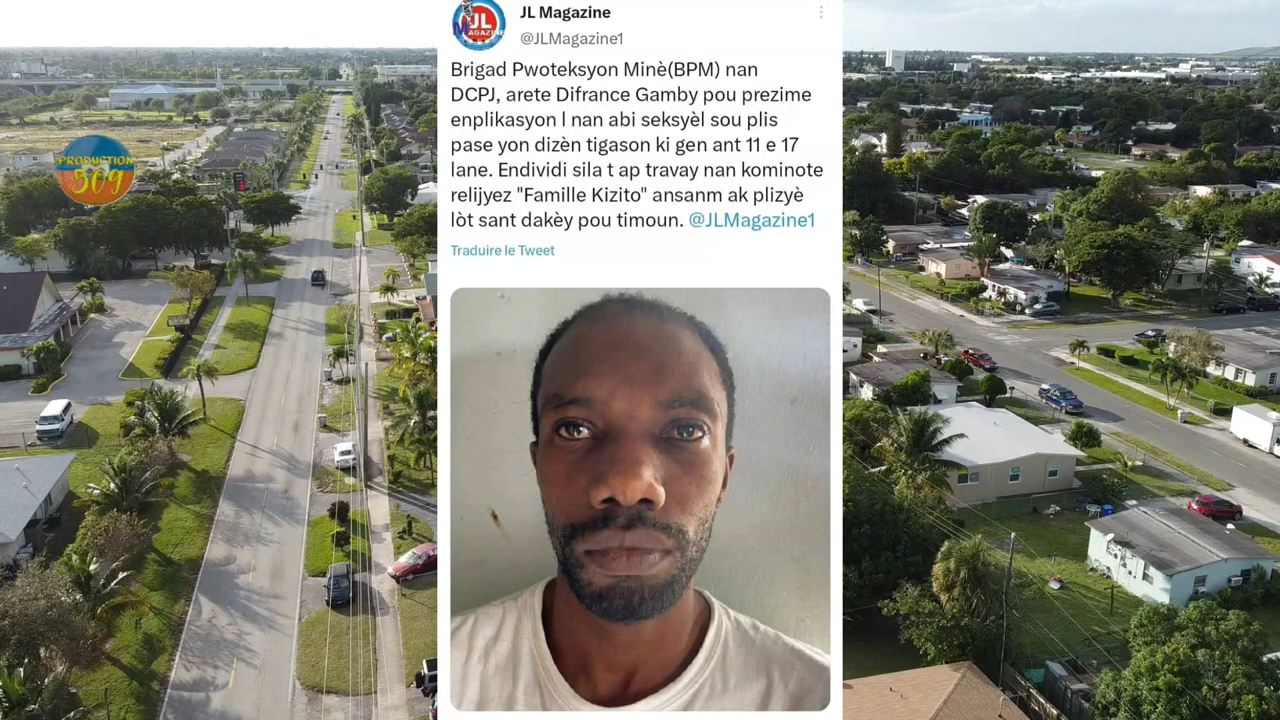 JL Magazine
@JLMagazine1
Brigad Pwoteksyon Minè(BPM) nan
DCPJ, arete Difrance Gamby pou prezime
enplikasyon l nan abi seksyèl sou plis
pase yon dizèn tigason ki gen ant 11 e 17
lane. Endividi sila t ap travay nan kominote
relijyez "Famille Kizito" ansanm ak plizyè
lòt sant dakèy pou timoun. @JLMagazine1
Traduire le Tweet
PRODUCTION
509
JL
MAGAZINE